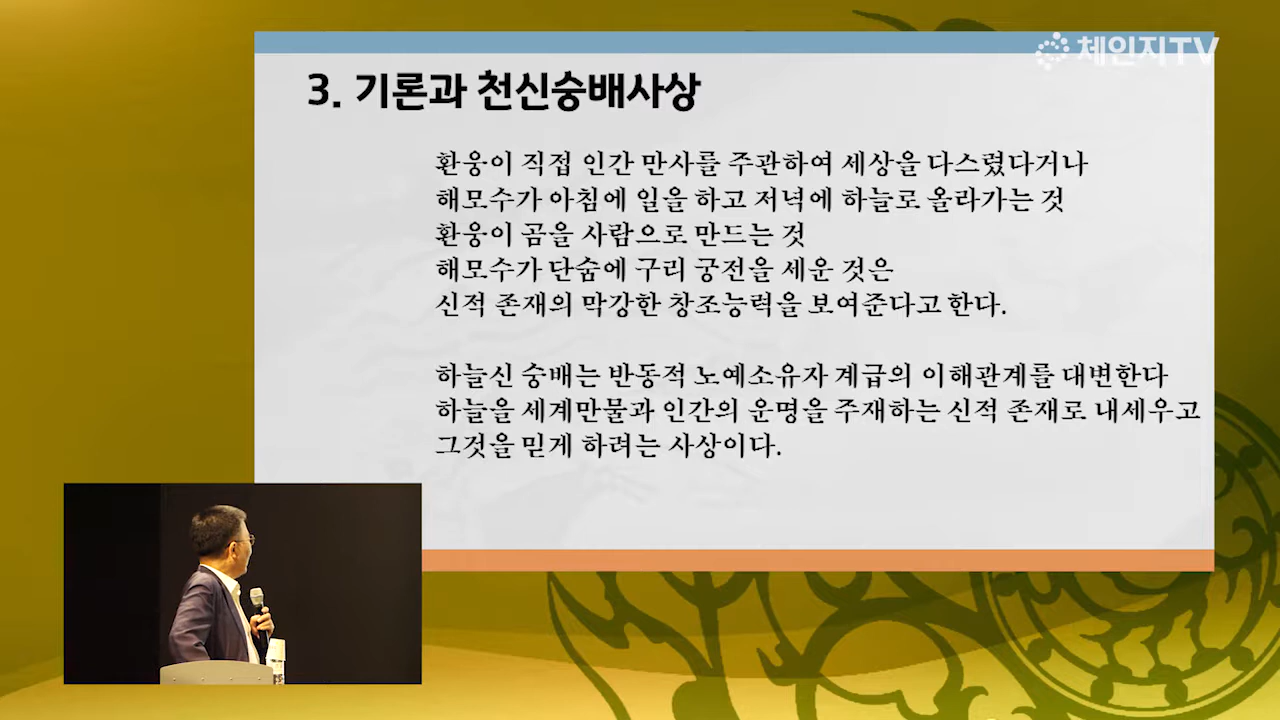 체인지TV
3. 기론과 천신숭배사상
환웅이 직접 인간 만사를 주관하여 세상을 다스렸다거나
해모수가 아침에 일을 하고 저녁에 하늘로 올라가는 것
환웅이 곰을 사람으로 만드는 것
해모수가 단숨에 구리 궁전을 세운 것은
신적 존재의 막강한 창조능력을 보여준다고 한다.
하늘신 숭배는 반동적 노예소유자 계급의 이해관계를 대변한다
하늘을 세계만물과 인간의 운명을 주재하는 신적 존재로 내세우고
그것을 믿게 하려는 사상이다.